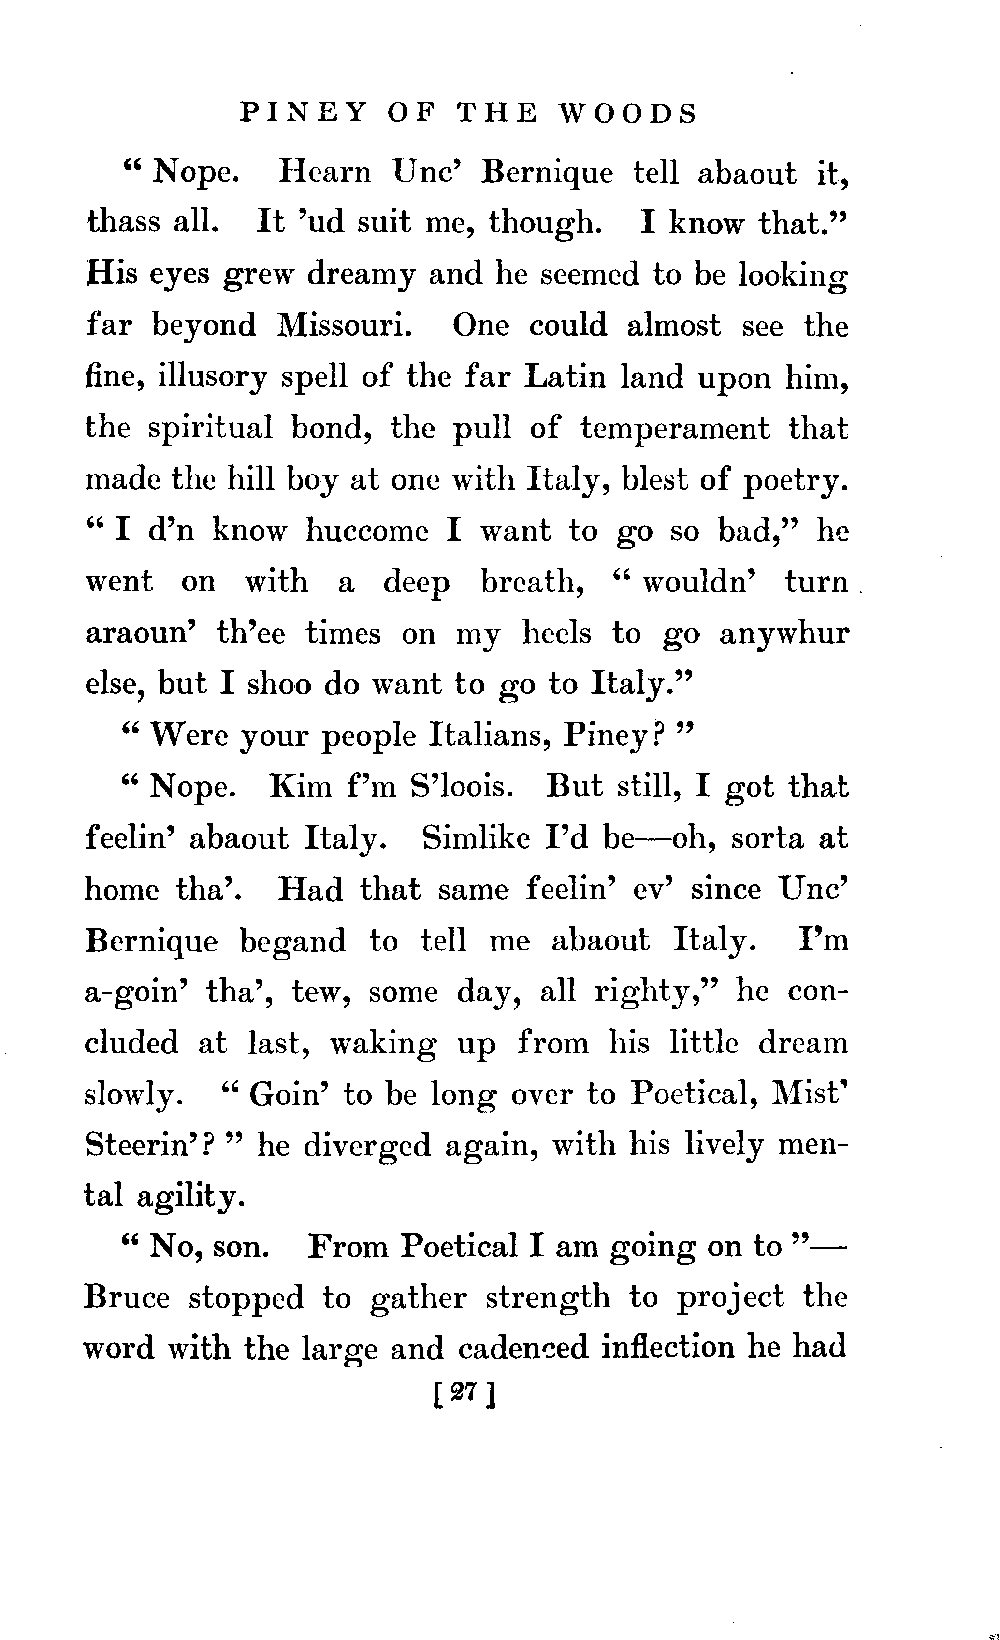 PINEY OF THE WOODS
“ Nope. Hearn Unc’ Bernique tell abaout it,
thass all. It ’ud suit me, though. I know that.”
His eyes grew dreamy and he seemed to be looking
far beyond Missouri. One could almost see the
fine, illusory spell of the far Latin land upon him,
the spiritual bond, the pull of temperament that
made the hill boy at one with Italy, blest of poetry.
“ I d’n know huccome I want to go so bad,” he
went on with a deep breath, “ wouldn’ turn
araoun’ th’ee times on my heels to go anywhur
else, but I shoo do want to go to Italy.”
“ Were your people Italians, Piney? ”
“ Nope. Kim f’m S’loois. But still, I got that
feelin’ abaout Italy. Simlike I’d be—oh, sorta at
home tha’. Had that same feelin’ ev’ since Unc’
Bernique begand to tell me abaout Italy. I’m
a-goin’ tha’, tew, some day, all righty,” he con-
cluded at last, waking up from his little dream
slowly. “ Goin’ to be long over to Poetical, Mist’
Steerin’? ” he diverged again, with his lively men-
tal agility.
“ No, son. From Poetical I am going on to ”—
Bruce stopped to gather strength to project the
word with the large and cadenced inflection he had
[27]